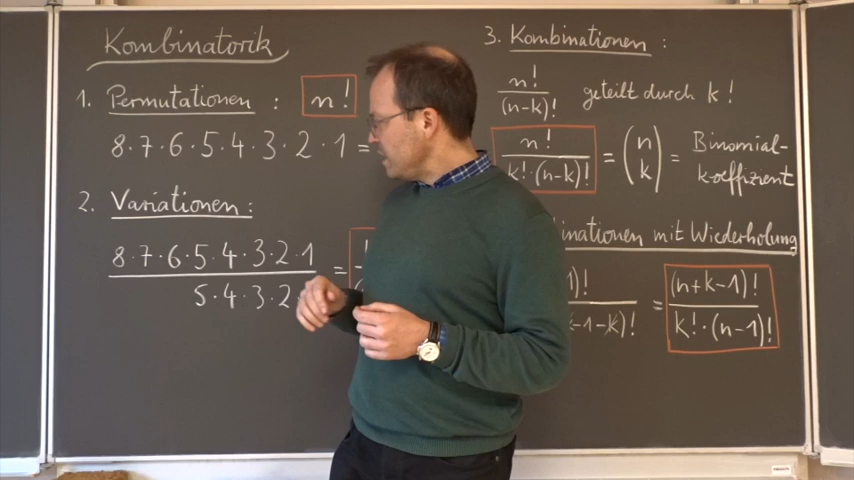 Kombinatorik
1. Permutationen : n!
8·7·6·5·4·3·2·1 =
2. Variationen:
8·7·6·5·4·3·2·1 =
5·4·3·2
3. Kombinationen :
n!
(n-k)!
geteilt durch k!
n!
k!·(n-k)!
= (n k) = Binomial-
koeffizient
mit Wiederholung
= (n+k-1)!
k!·(n-1)!